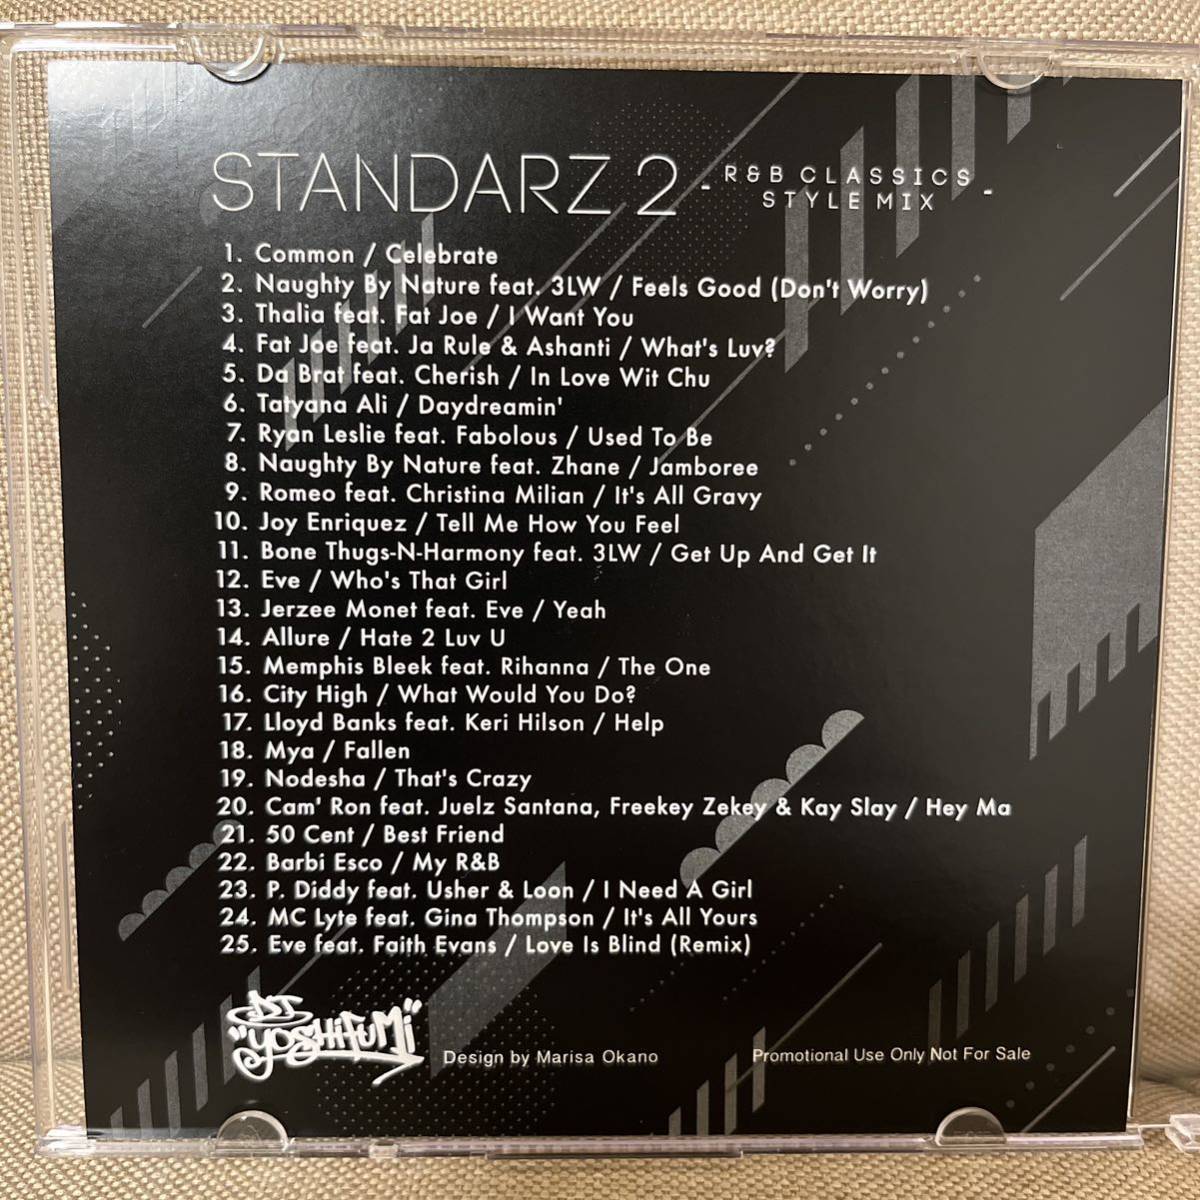 STANDARZ 2 - R&B CLASSICS STYLE MIX -
1. Common / Celebrate
2. Naughty By Nature feat. 3LW / Feels Good (Don't Worry)
3. Thalia feat. Fat Joe / I Want You
4. Fat Joe feat. Ja Rule & Ashanti / What's Luv?
5. Da Brat feat. Cherish / In Love Wit Chu
6. Tatyana Ali / Daydreamin'
7. Ryan Leslie feat. Fabolous / Used To Be
8. Naughty By Nature feat. Zhane / Jamboree
9. Romeo feat. Christina Milian / It's All Gravy
10. Joy Enriquez / Tell Me How You Feel
11. Bone Thugs-N-Harmony feat. 3LW / Get Up And Get It
12. Eve / Who's That Girl
13. Jerzee Monet feat. Eve / Yeah
14. Allure / Hate 2 Luv U
15. Memphis Bleek feat. Rihanna / The One
16. City High / What Would You Do?
17. Lloyd Banks feat. Keri Hilson / Help
18. Mya / Fallen
19. Nodesha / That's Crazy
20. Cam' Ron feat. Juelz Santana, Freekey Zekey & Kay Slay / Hey Ma
21. 50 Cent / Best Friend
22. Barbi Esco / My R&B
23. P. Diddy feat. Usher & Loon / I Need A Girl
24. MC Lyte feat. Gina Thompson / It's All Yours
25. Eve feat. Faith Evans / Love Is Blind (Remix)
DJ
"YOSHIFUMI"
Design by Marisa Okano
Promotional Use Only Not For Sale